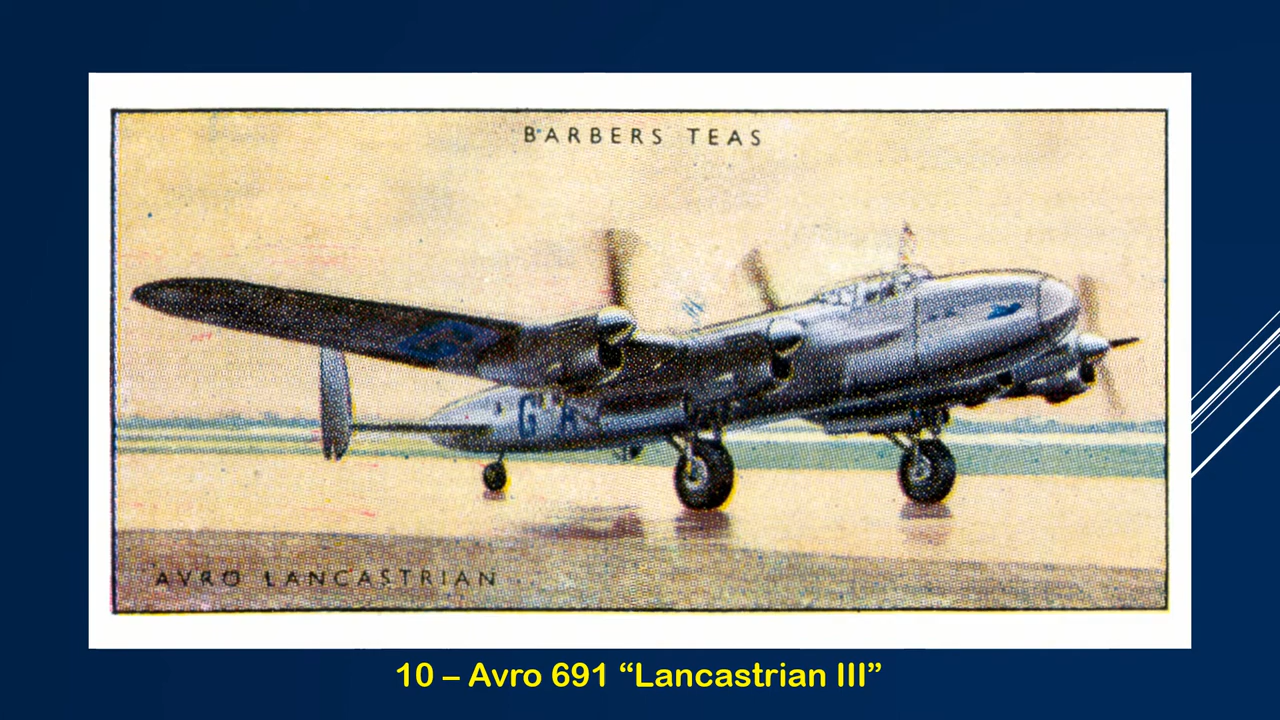 BARBERS TEAS
G A
AVRO LANCASTRIAN
10 – Avro 691 “Lancastrian III”